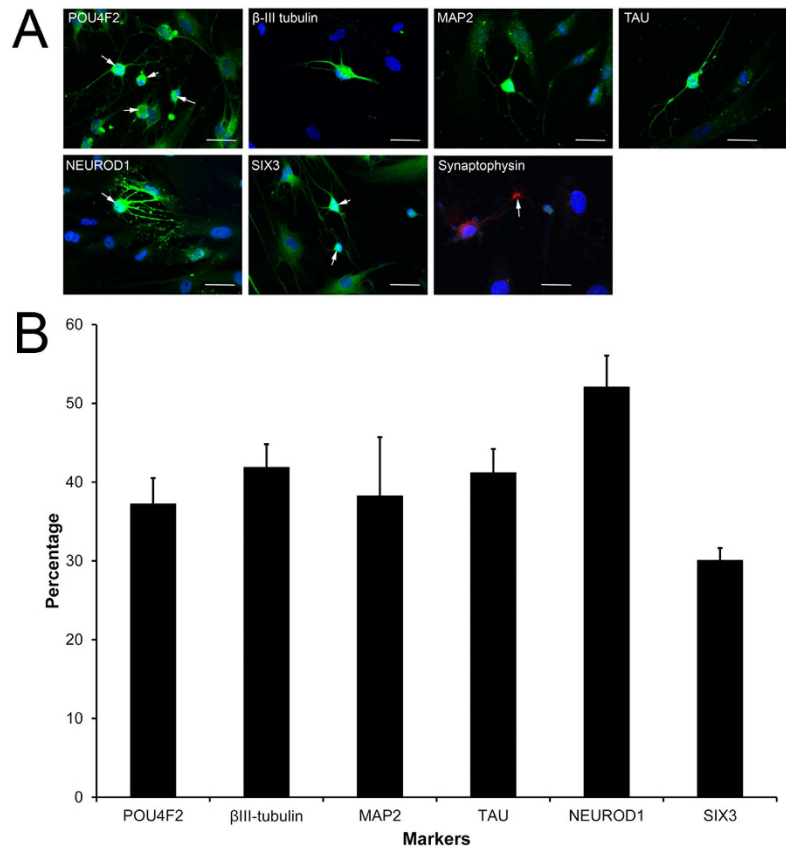 A
POU4F2
β-III tubulin
MAP2
TAU
NEUROD1
SIX3
Synaptophysin
B
60
50
40
30
20
10
0
Percentage
POU4F2
βIII-tubulin
MAP2
TAU
NEUROD1
SIX3
Markers